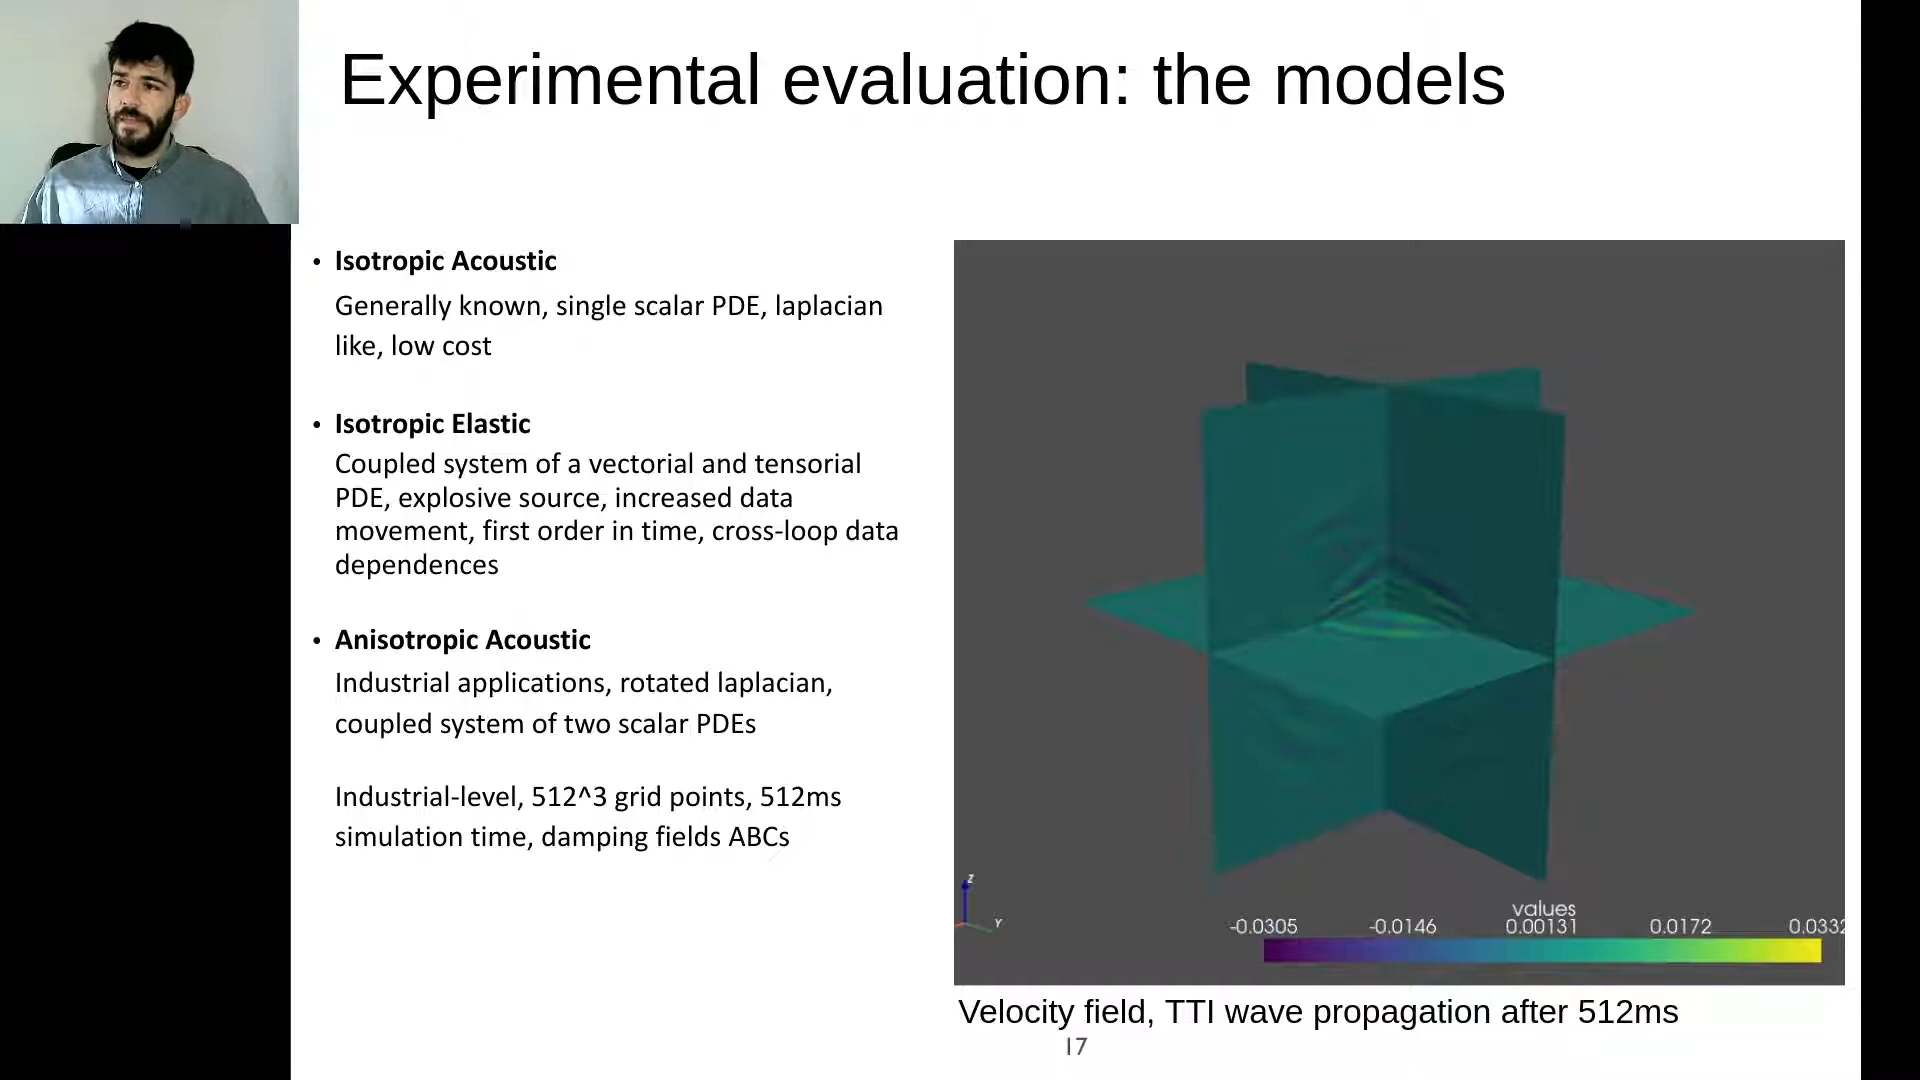 Experimental evaluation: the models
• Isotropic Acoustic
Generally known, single scalar PDE, laplacian
like, low cost
• Isotropic Elastic
Coupled system of a vectorial and tensorial
PDE, explosive source, increased data
movement, first order in time, cross-loop data
dependences
• Anisotropic Acoustic
Industrial applications, rotated laplacian,
coupled system of two scalar PDEs
Industrial-level, 512^3 grid points, 512ms
simulation time, damping fields ABCs
Z
Y
values
-0.0305 -0.0146 0.00131 0.0172 0.0332
Velocity field, TTI wave propagation after 512ms
17